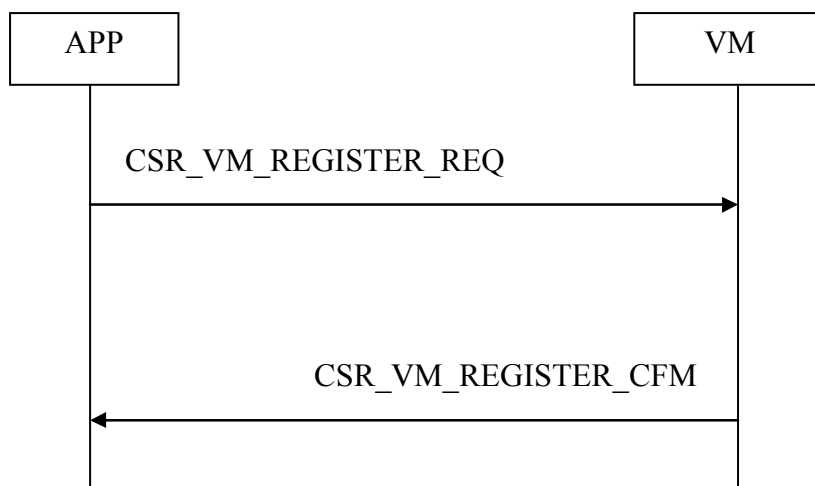 APP
VM
CSR_VM_REGISTER_REQ
CSR_VM_REGISTER_CFM